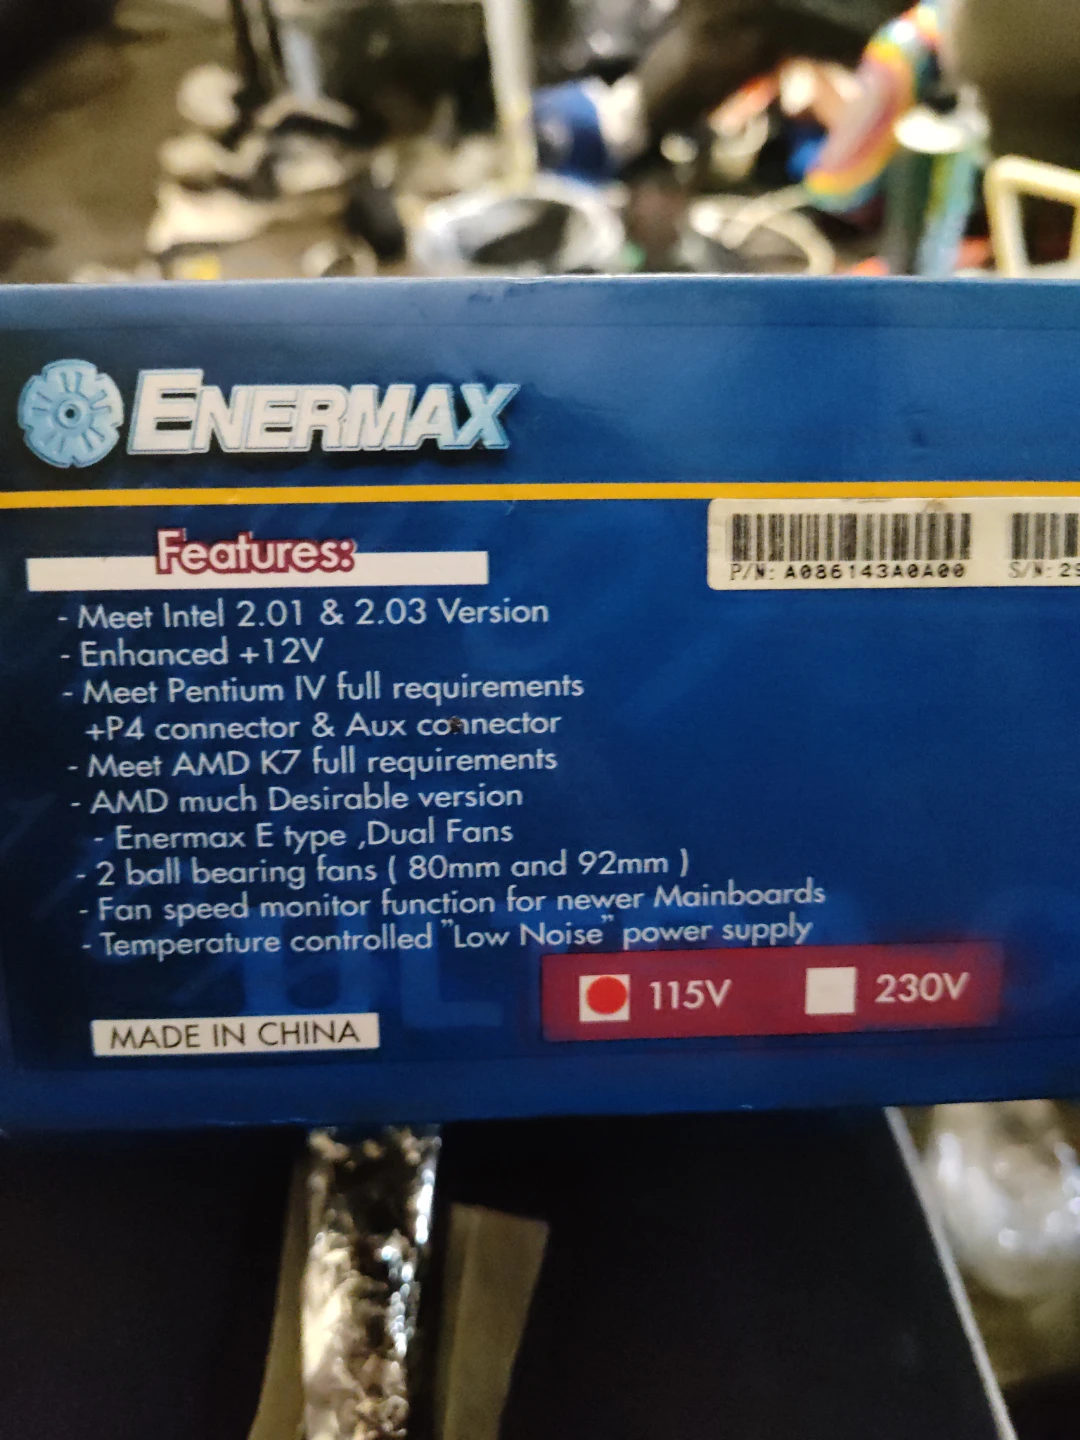 ENERMAX
Features:
P/N: A086143A0A00
S/N: 29
- Meet Intel 2.01 & 2.03 Version
- Enhanced +12V
- Meet Pentium IV full requirements
+P4 connector & Aux connector
- Meet AMD K7 full requirements
- AMD much Desirable version
- Enermax E type ,Dual Fans
- 2 ball bearing fans ( 80mm and 92mm )
- Fan speed monitor function for newer Mainboards
- Temperature controlled "Low Noise" power supply
115V 230V
MADE IN CHINA